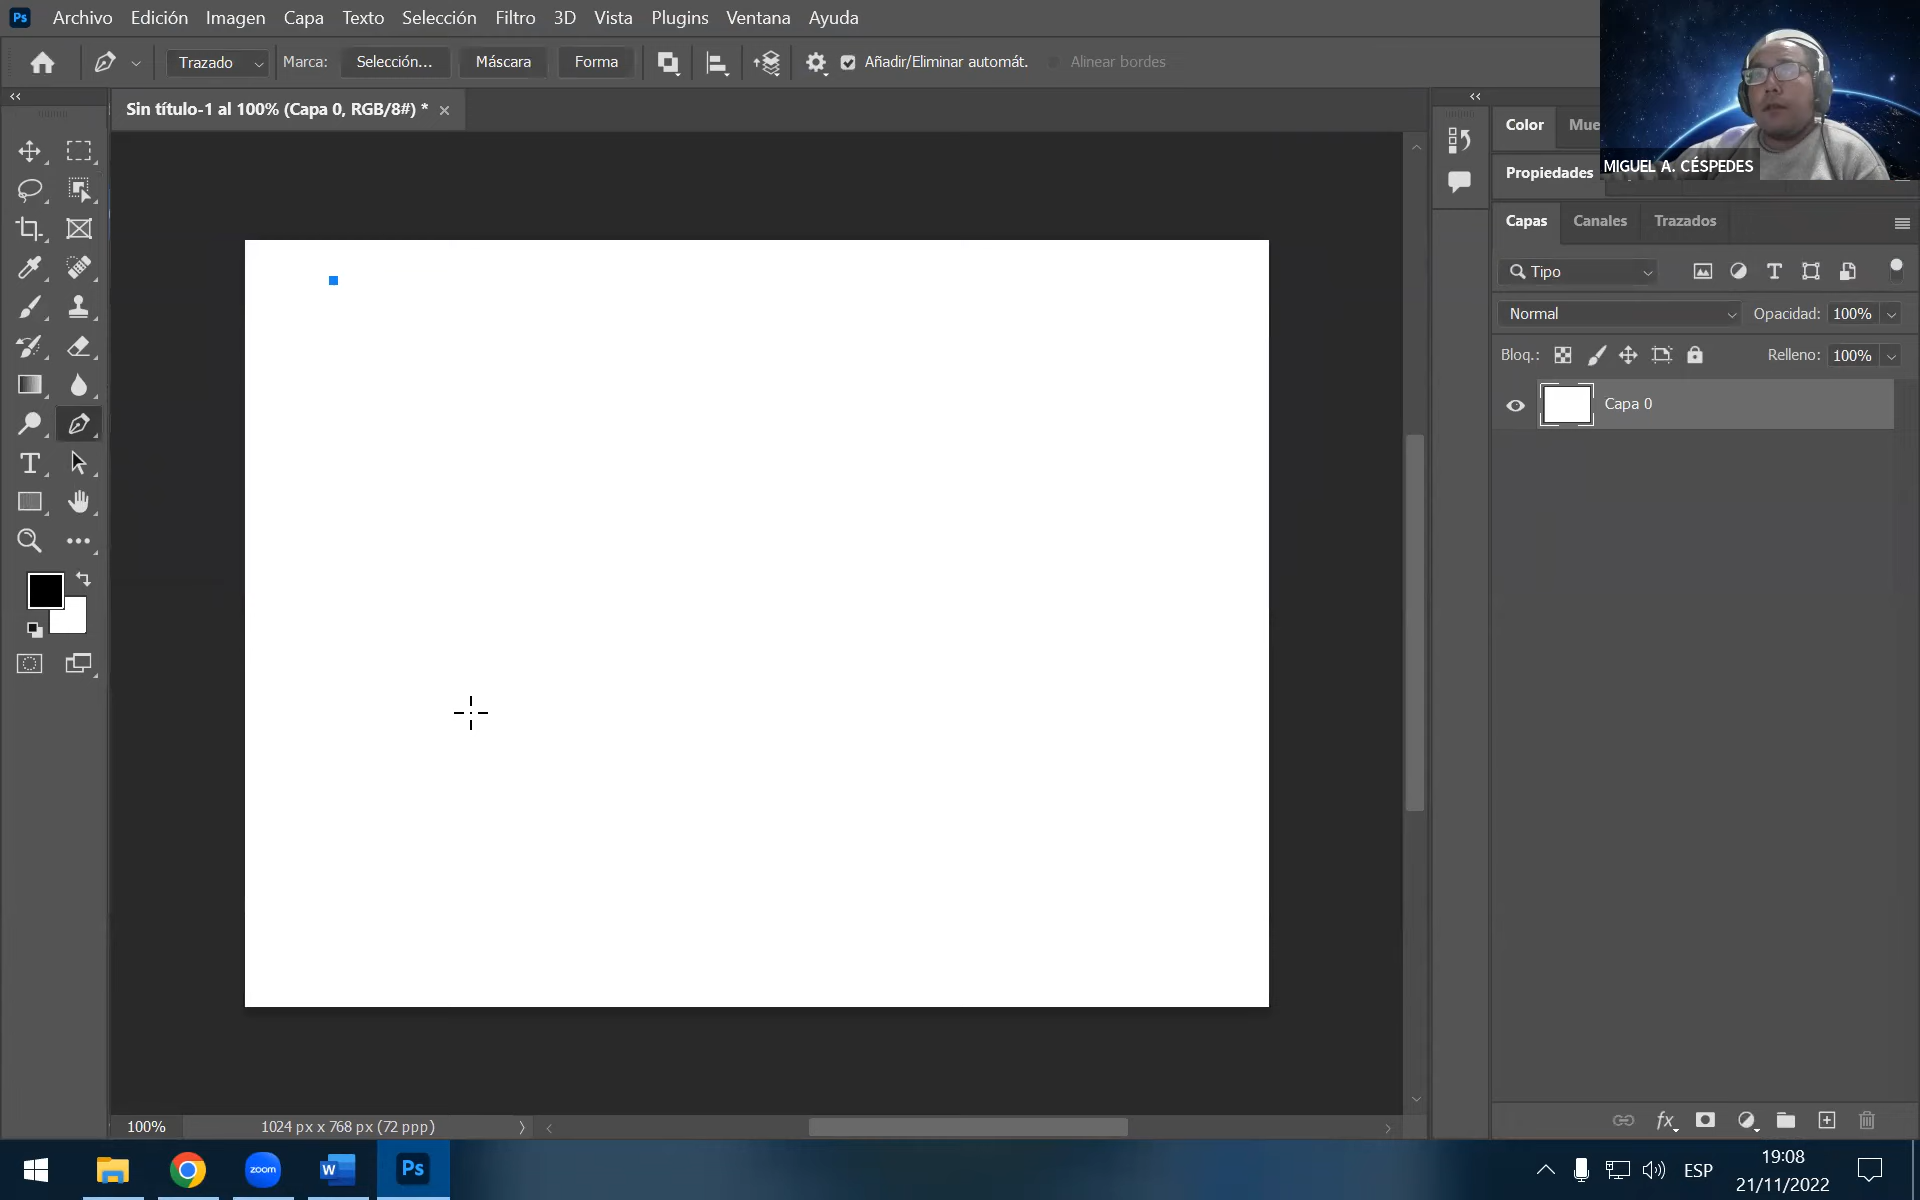 Ps Archivo Edición Imagen Capa Texto Selección Filtro 3D Vista Plugins Ventana Ayuda
Trazado Marca: Selección... Máscara Forma Añadir/Eliminar automát. Alinear bordes
Sin título-1 al 100% (Capa 0, RGB/8#) *
Color Mue
MIGUEL A. CÉSPEDES
Propiedades
Capas Canales Trazados
Tipo
Normal Opacidad: 100%
Bloq.: Relleno: 100%
Capa 0
100% 1024 px x 768 px (72 ppp)
fx
zoom W Ps ESP 19:08
21/11/2022